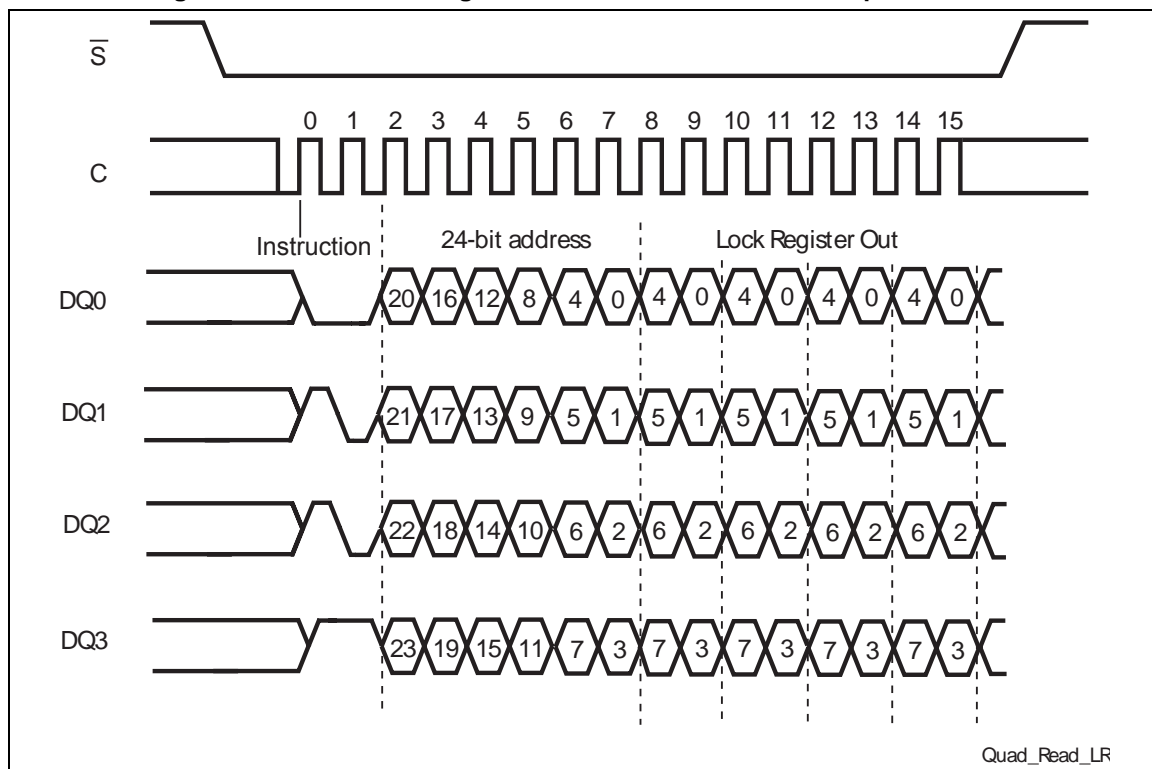 S
0 1 2 3 4 5 6 7 8 9 10 11 12 13 14 15
C
Instruction 24-bit address Lock Register Out
DQ0 20 16 12 8 4 0 4 0 4 0 4 0 4 0
DQ1 21 17 13 9 5 1 5 1 5 1 5 1 5 1
DQ2 22 18 14 10 6 2 6 2 6 2 6 2 6 2
DQ3 23 19 15 11 7 3 7 3 7 3 7 3 7 3
Quad_Read_LR